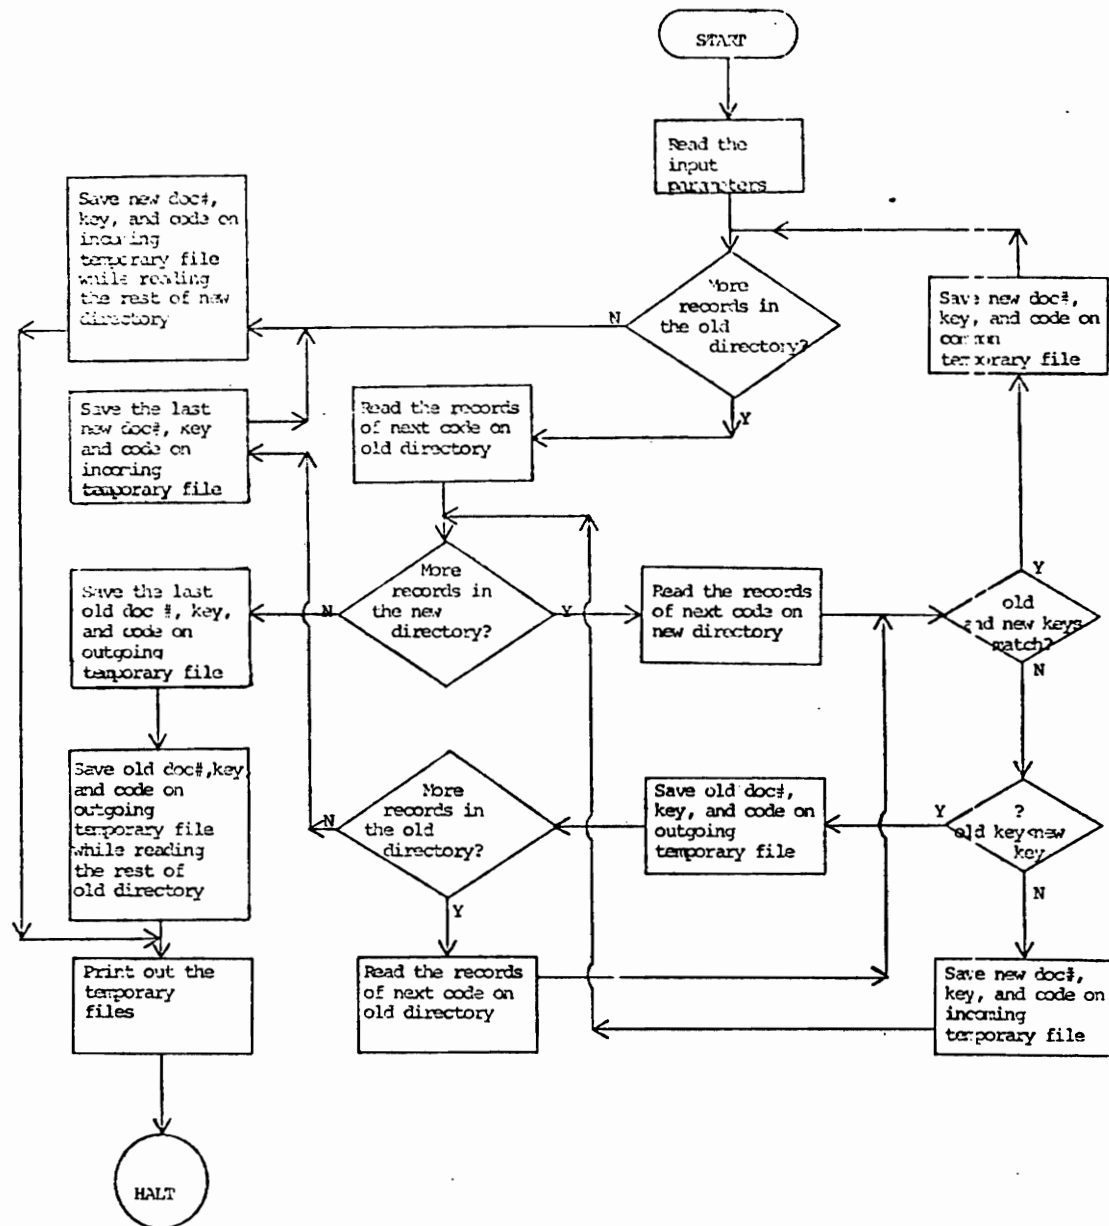 START
Read the
input
parameters
Save new doc#,
key, and code on
incoming
temporary file
while reading
the rest of new
directory
More
records in
the old
directory?
N
Y
Save new doc#,
key, and code on
common
temporary file
Save the last
new doc#, key
and code on
incoming
temporary file
Read the records
of next code on
old directory
Save the last
old doc #, key,
and code on
outgoing
temporary file
N
More
records in
the new
directory?
Y
Read the records
of next code on
new directory
Y
old
and new keys
match?
N
Save old doc#,key
and code on
outgoing
temporary file
while reading
the rest of
old directory
N
More
records in
the old
directory?
Y
Save old doc#,
key, and code on
outgoing
temporary file
Y
?
old key<new
key
N
Print out the
temporary
files
Read the records
of next code on
old directory
Save new doc#,
key, and code on
incoming
temporary file
HALT